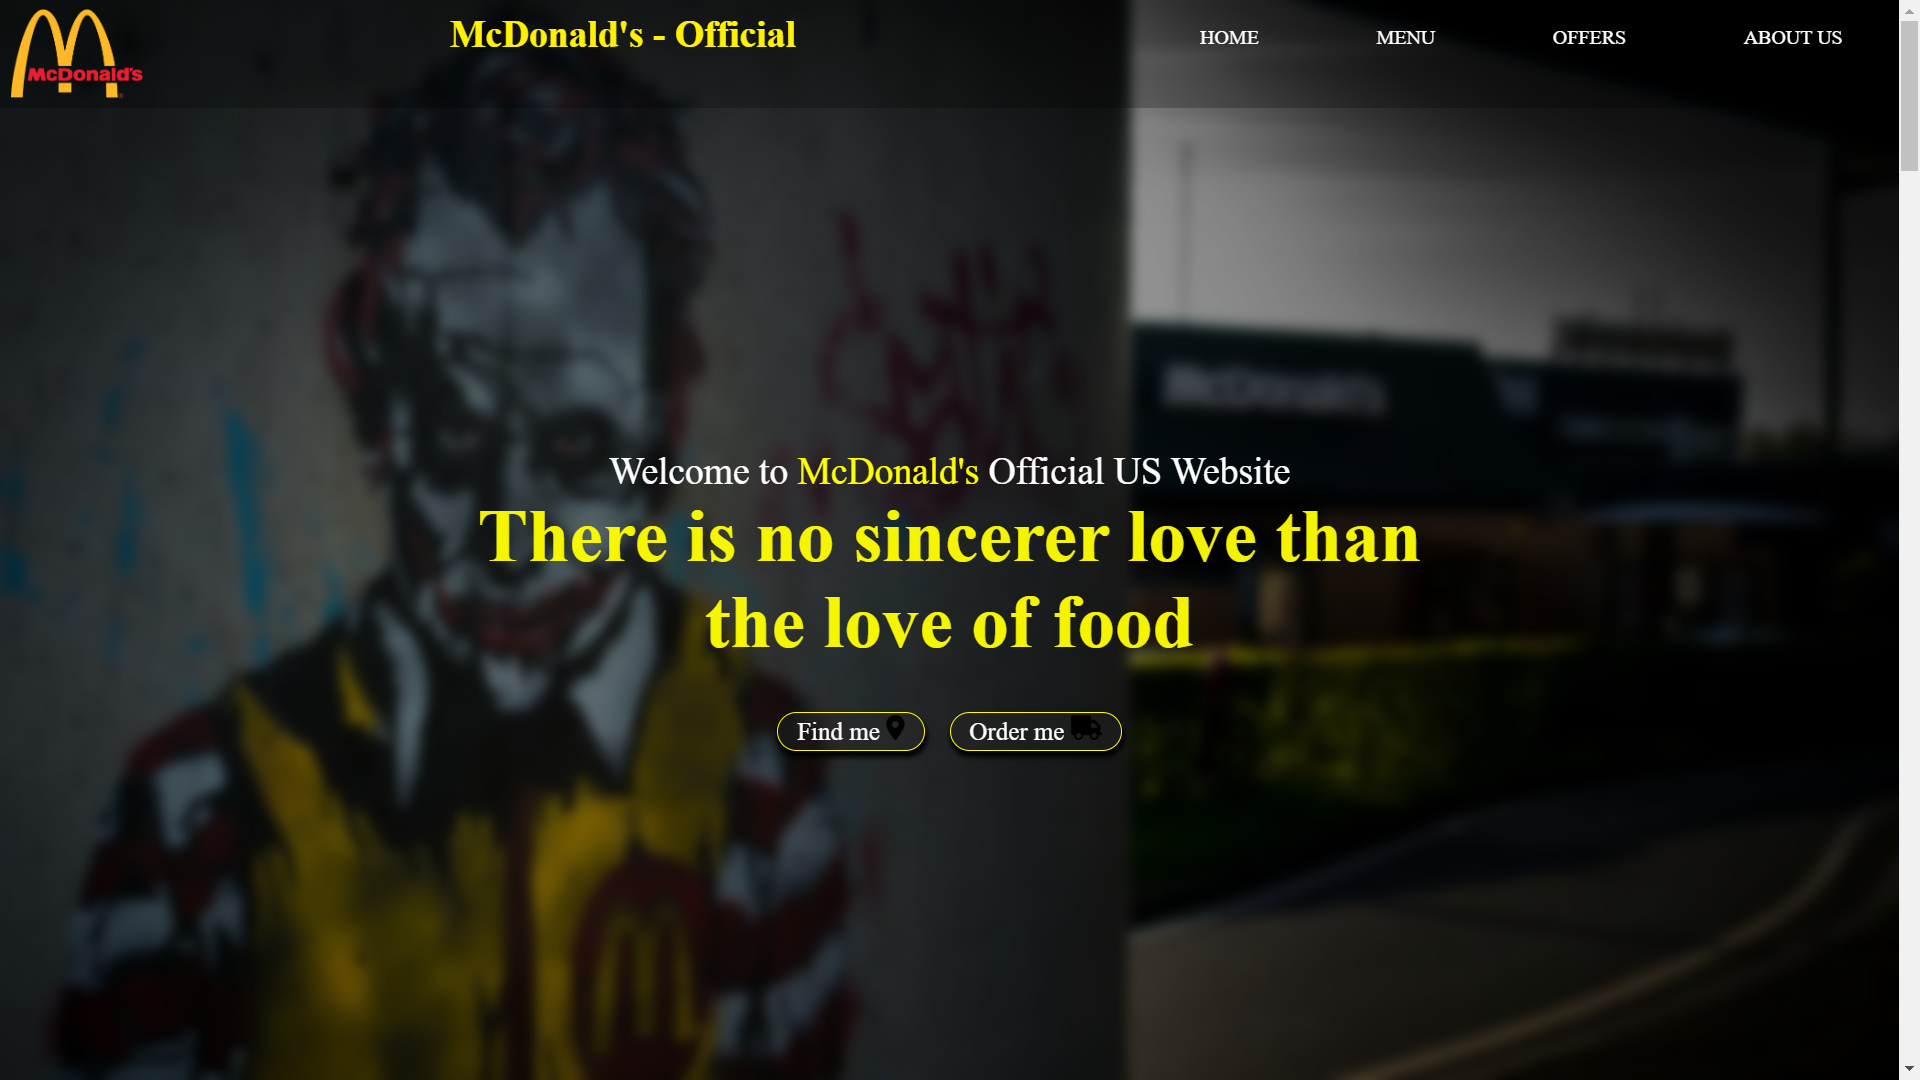 McDonald's
McDonald's - Official
HOME
MENU
OFFERS
ABOUT US
McDonald's
Welcome to McDonald's Official US Website
There is no sincerer love than
the love of food
Find me
Order me